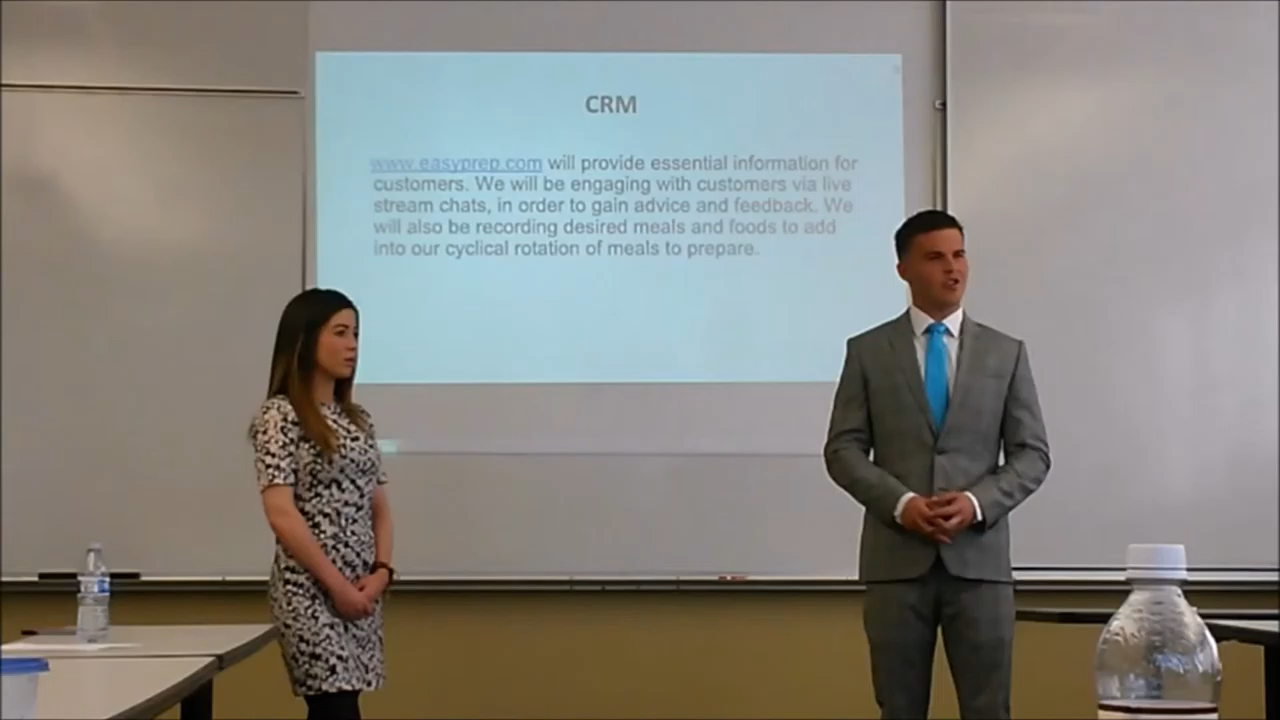 CRM
www.easyprep.com will provide essential information for
customers. We will be engaging with customers via live
stream chats, in order to gain advice and feedback. We
will also be recording desired meals and foods to add
into our cyclical rotation of meals to prepare.